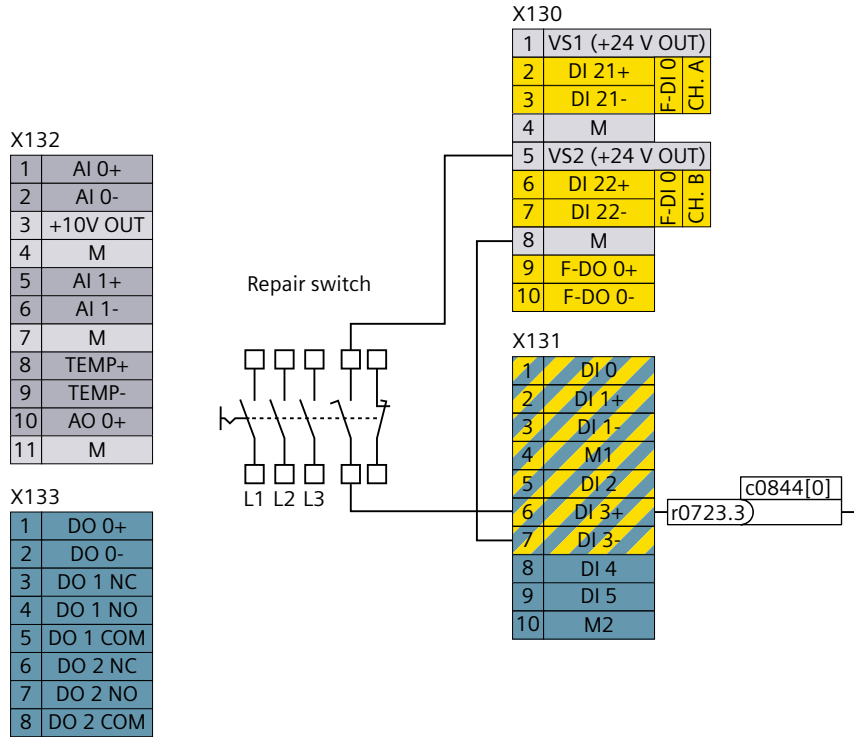 X132
1 AI 0+
2 AI 0-
3 +10V OUT
4 M
5 AI 1+
6 AI 1-
7 M
8 TEMP+
9 TEMP-
10 AO 0+
11 M
X133
1 DO 0+
2 DO 0-
3 DO 1 NC
4 DO 1 NO
5 DO 1 COM
6 DO 2 NC
7 DO 2 NO
8 DO 2 COM
Repair switch
L1 L2 L3
X130
1 VS1 (+24 V OUT)
2 DI 21+
3 DI 21-
F-DI 0
CH. A
4 M
5 VS2 (+24 V OUT)
6 DI 22+
7 DI 22-
F-DI 0
CH. B
8 M
9 F-DO 0+
10 F-DO 0-
X131
1 DI 0
2 DI 1+
3 DI 1-
4 M1
5 DI 2
6 DI 3+
7 DI 3-
8 DI 4
9 DI 5
10 M2
c0844[0]
r0723.3